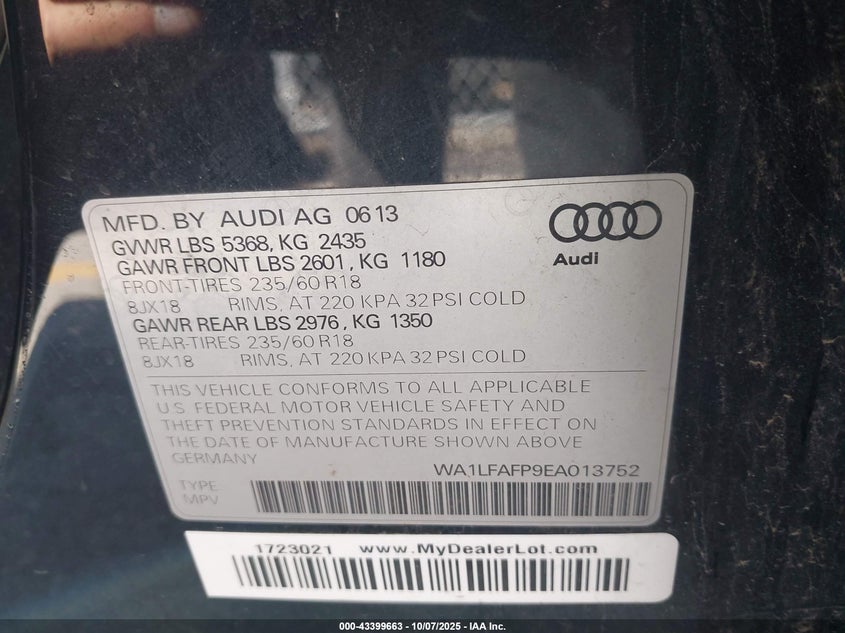 MFD. BY AUDI AG 0613
GVWR LBS 5368, KG 2435
GAWR FRONT LBS 2601, KG 1180
FRONT-TIRES 235/60 R18
8JX18 RIMS, AT 220 KPA 32 PSI COLD
GAWR REAR LBS 2976, KG 1350
REAR-TIRES 235/60 R18
8JX18 RIMS, AT 220 KPA 32 PSI COLD
Audi
THIS VEHICLE CONFORMS TO ALL APPLICABLE
U.S. FEDERAL MOTOR VEHICLE SAFETY AND
THEFT PREVENTION STANDARDS IN EFFECT ON
THE DATE OF MANUFACTURE SHOWN ABOVE.
GERMANY
WA1LFAFP9EA013752
TYPE
MPV
1723021 www.MyDealerLot.com
000-43399663 - 10/07/2025 - IAA Inc.